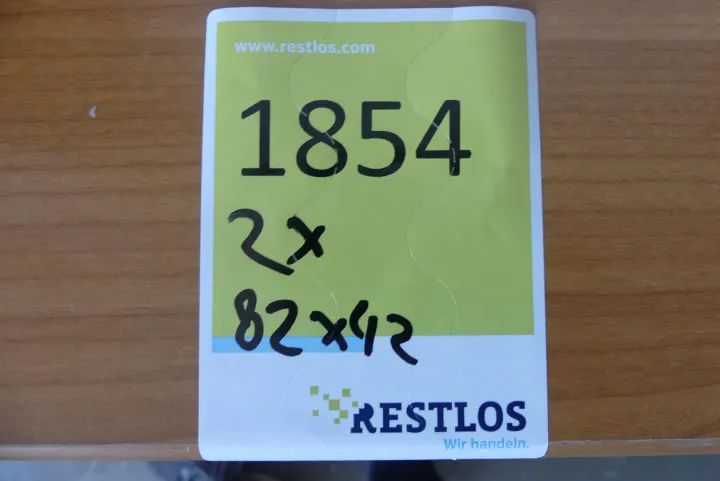 www.restlos.com
1854
2x
82x42
RESTLOS
Wir handeln.